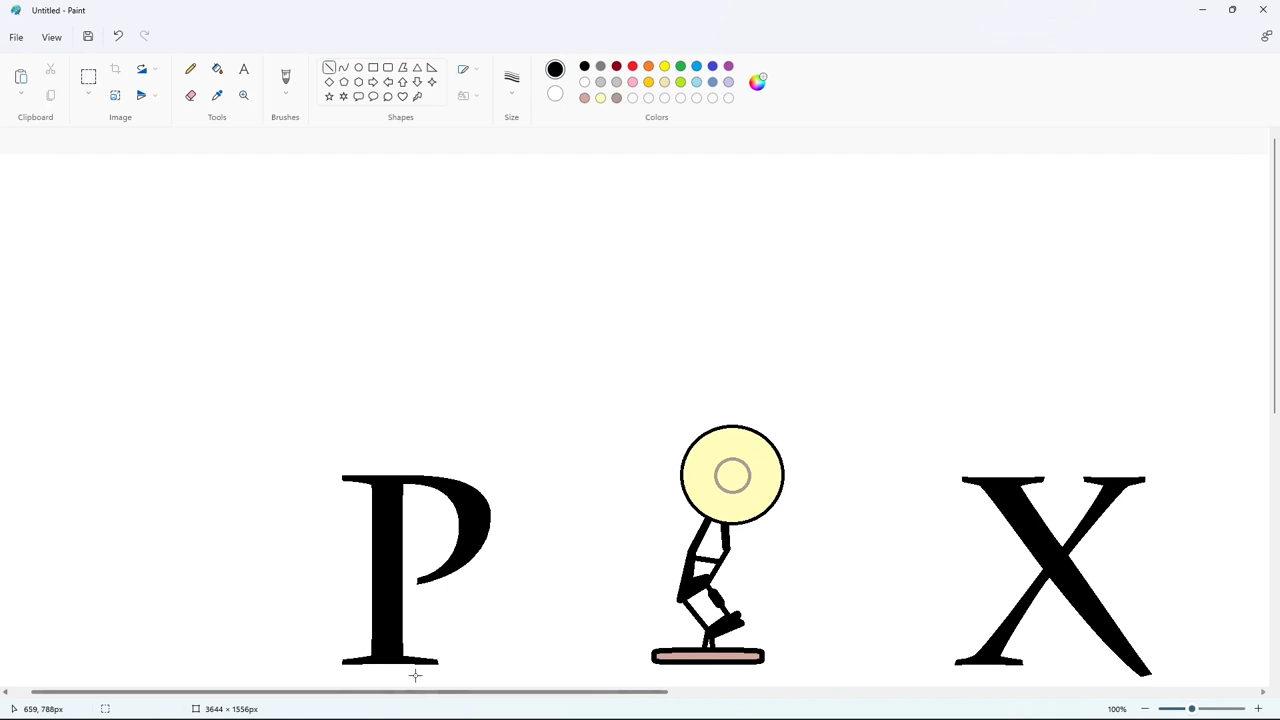 Untitled - Paint
File View
Clipboard Image Tools Brushes Shapes Size Colors
P X
659, 788px 3644 × 1556px 100%